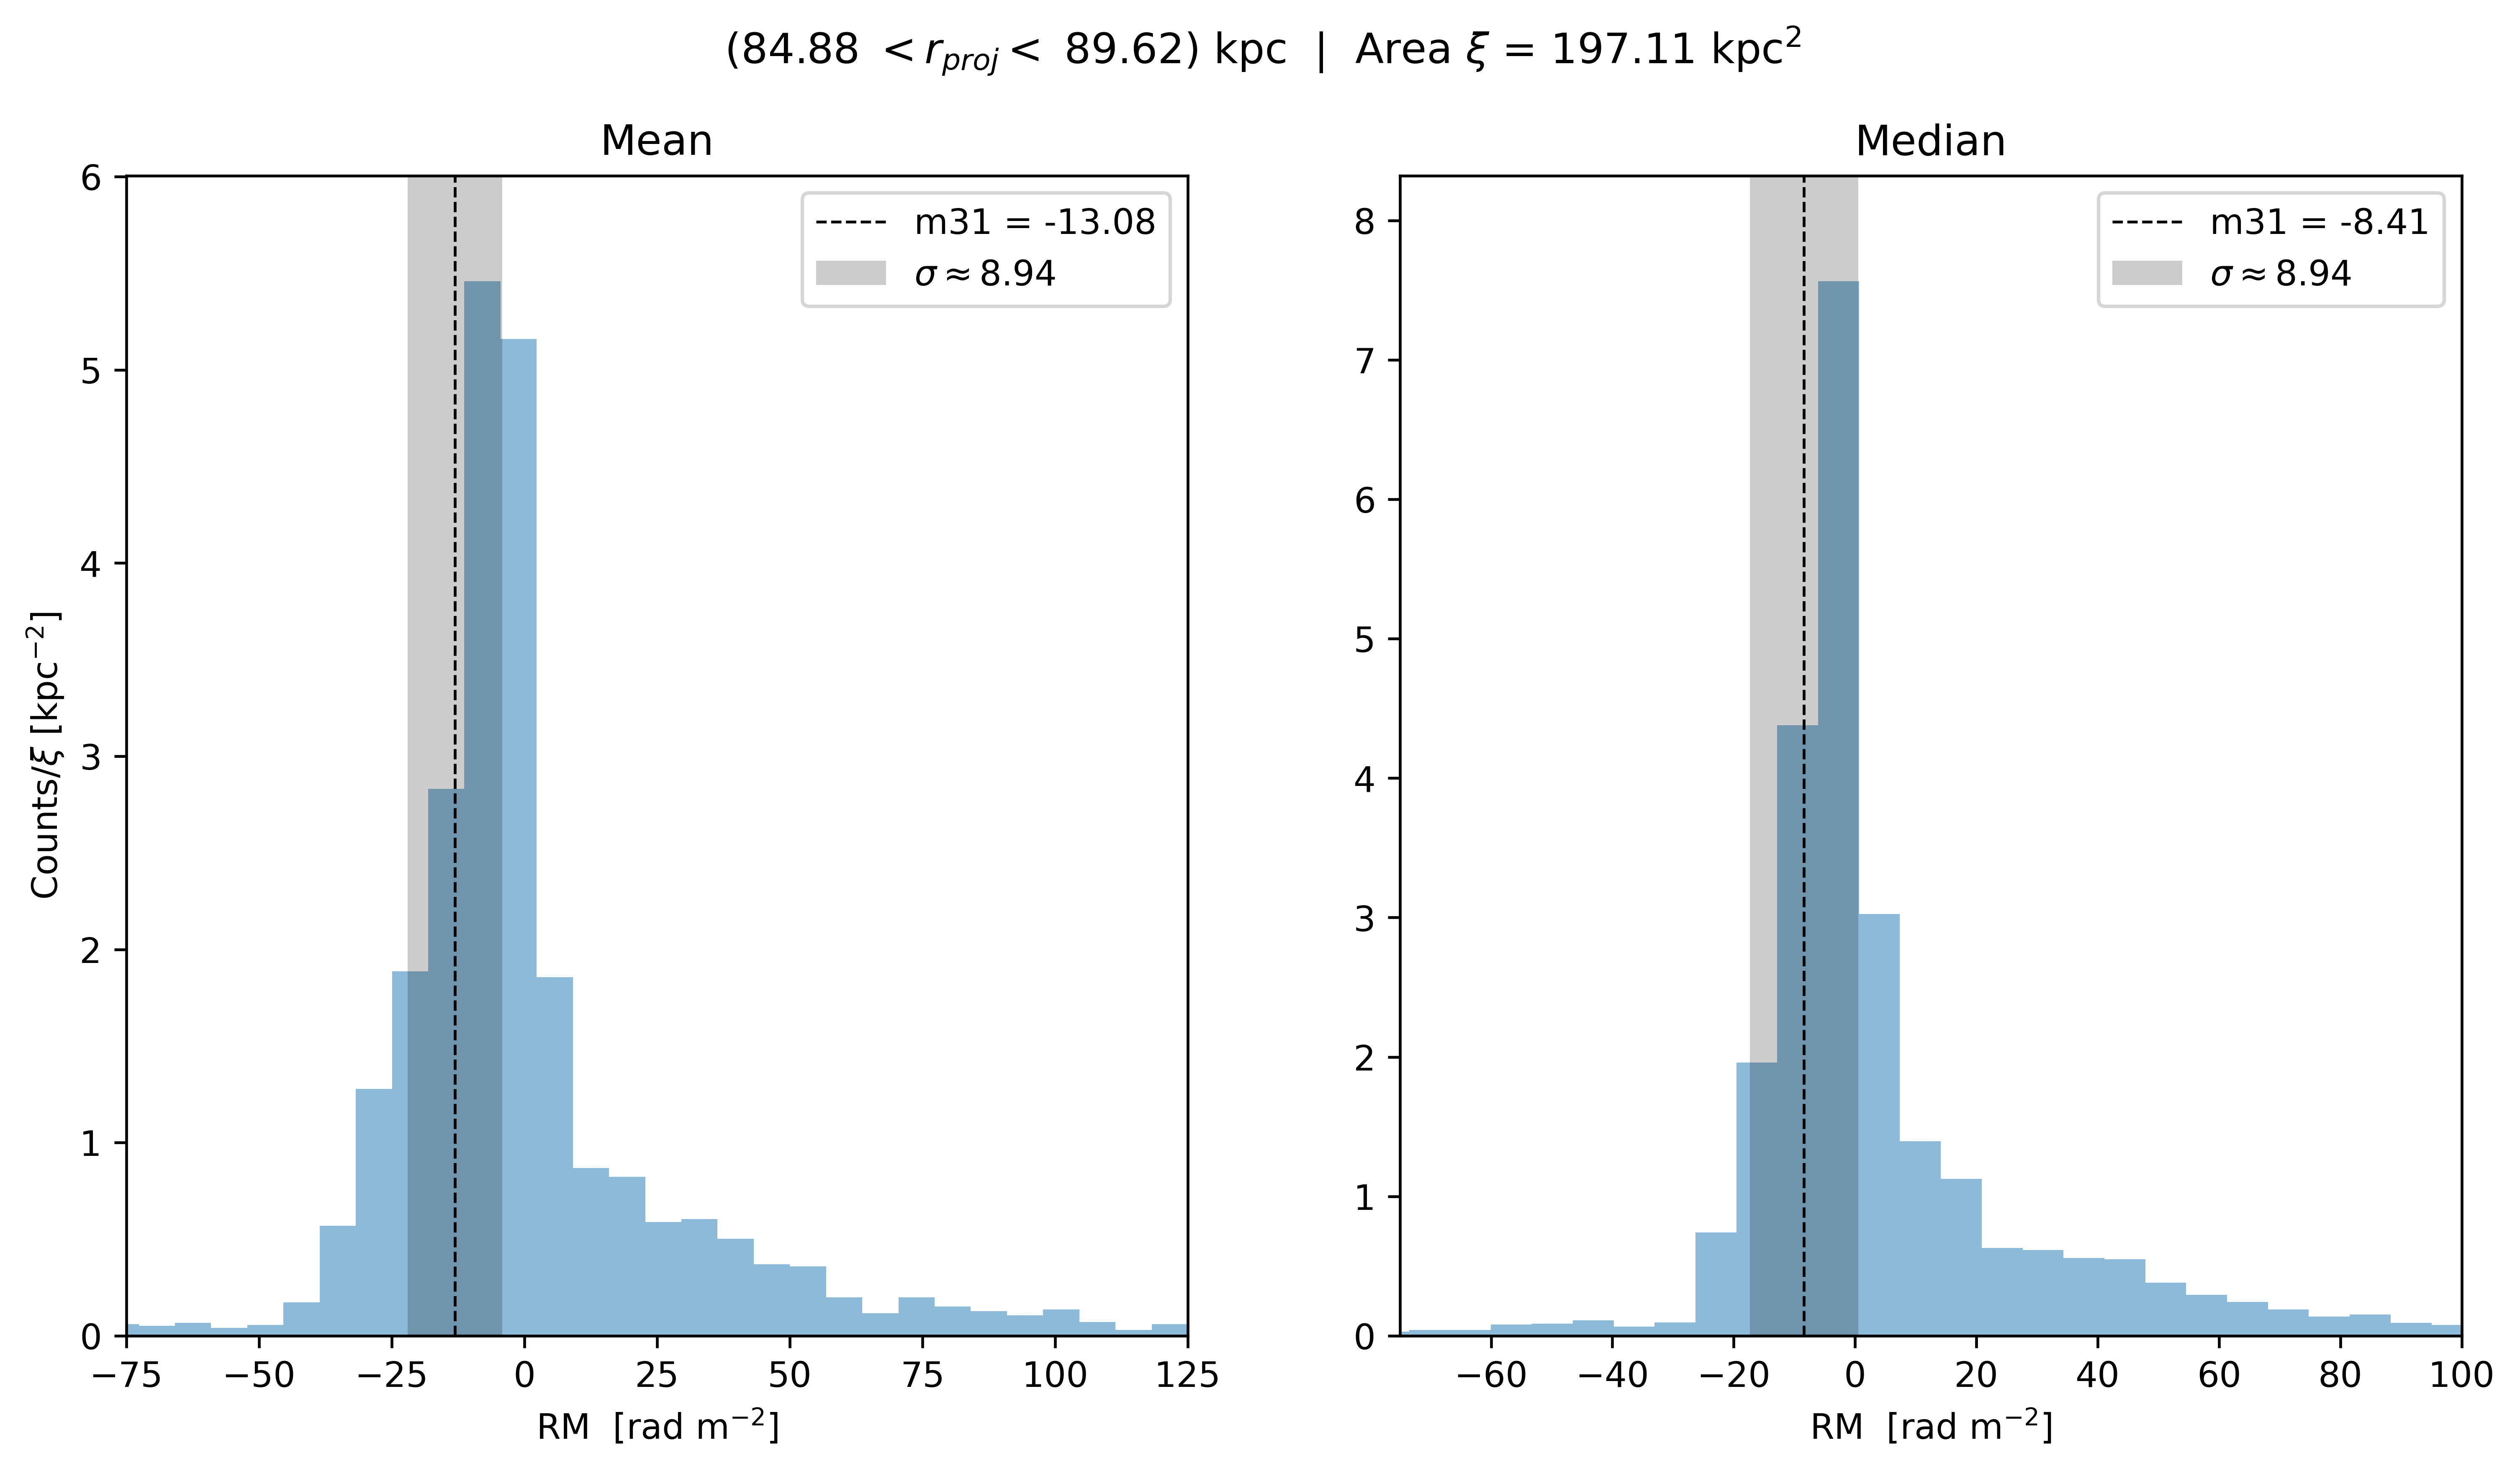 (84.88 < r_proj < 89.62) kpc | Area ξ = 197.11 kpc²
Mean
Counts/ξ [kpc⁻²]
6
5
4
3
2
1
0
m31 = -13.08
σ ≈ 8.94
−75 −50 −25 0 25 50 75 100 125
RM [rad m⁻²]
Median
8
7
6
5
4
3
2
1
0
m31 = -8.41
σ ≈ 8.94
−60 −40 −20 0 20 40 60 80 100
RM [rad m⁻²]